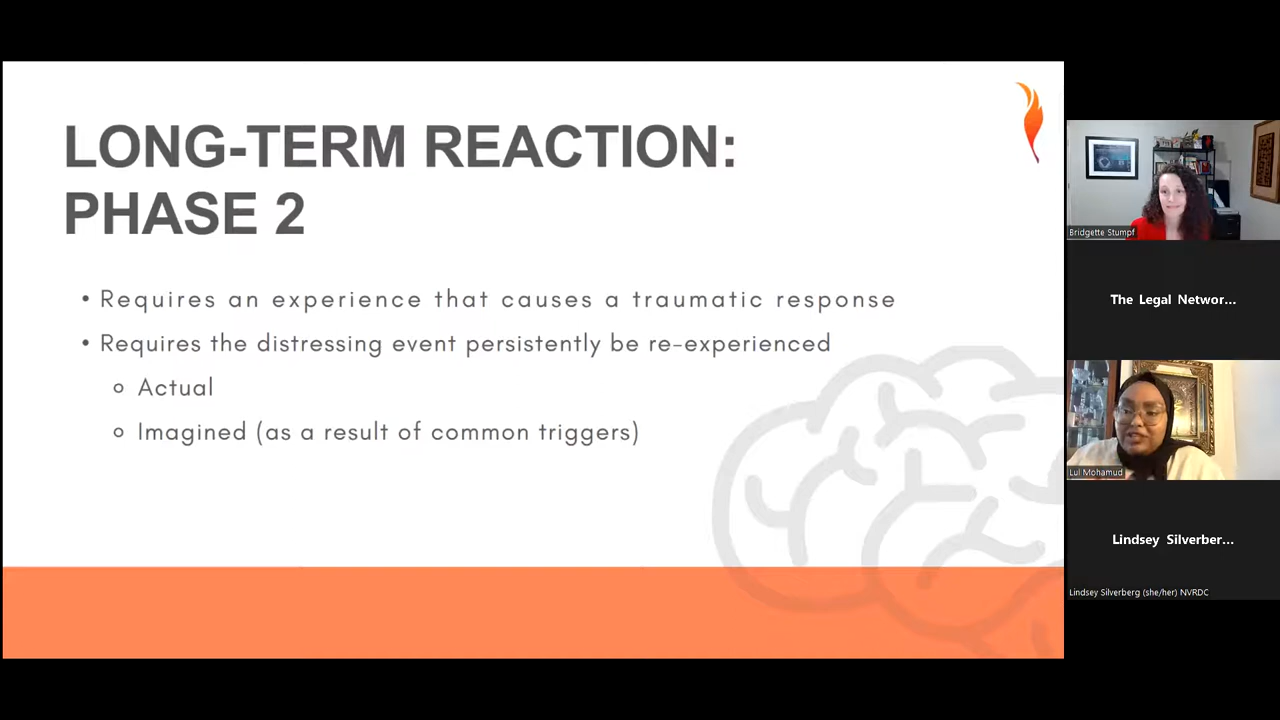 LONG-TERM REACTION:
PHASE 2
• Requires an experience that causes a traumatic response
• Requires the distressing event persistently be re-experienced
Actual
Imagined (as a result of common triggers)
Bridgette Stumpf
The Legal Networ...
Lul Mohamud
Lindsey Silverber...
Lindsey Silverberg (she/her) NVRDC